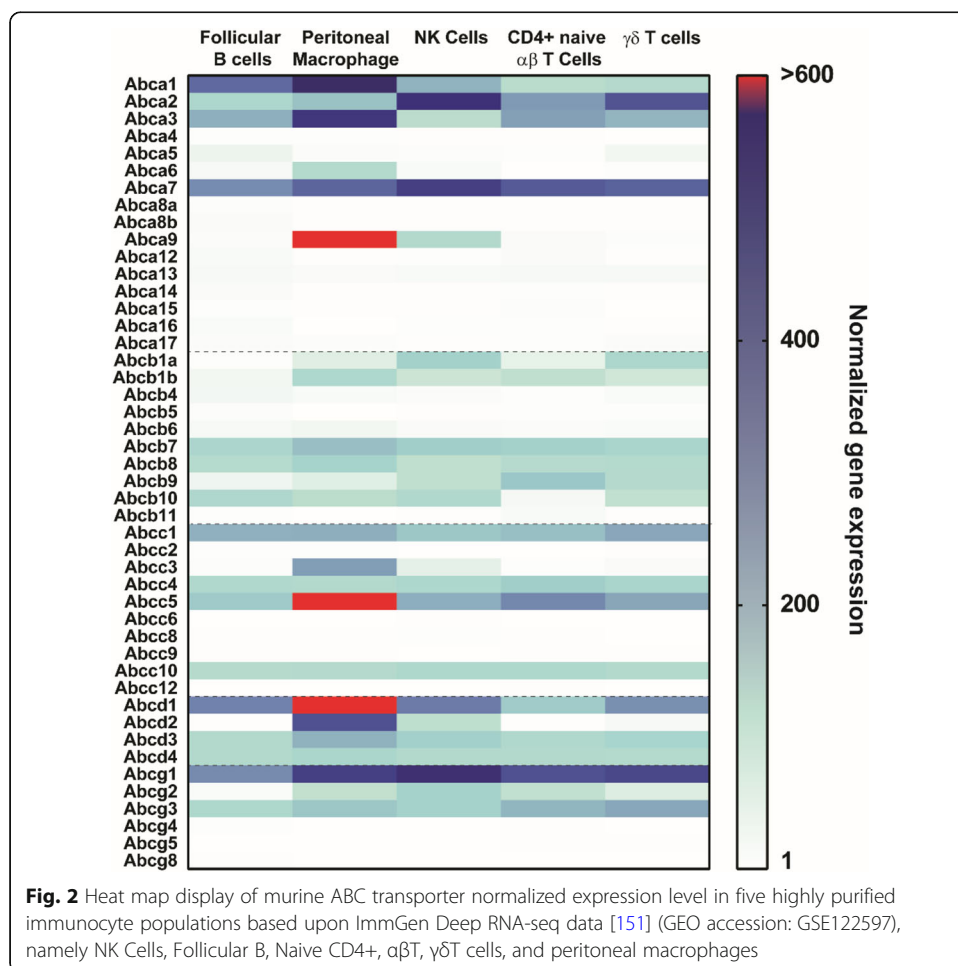 Follicular B cells
Peritoneal Macrophage
NK Cells
CD4+ naive αβ T Cells
γδ T cells
Abca1
Abca2
Abca3
Abca4
Abca5
Abca6
Abca7
Abca8a
Abca8b
Abca9
Abca12
Abca13
Abca14
Abca15
Abca16
Abca17
Abcb1a
Abcb1b
Abcb4
Abcb5
Abcb6
Abcb7
Abcb8
Abcb9
Abcb10
Abcb11
Abcc1
Abcc2
Abcc3
Abcc4
Abcc5
Abcc6
Abcc8
Abcc9
Abcc10
Abcc12
Abcd1
Abcd2
Abcd3
Abcd4
Abcg1
Abcg2
Abcg3
Abcg4
Abcg5
Abcg8
>600
400
200
1
Normalized gene expression
Fig. 2 Heat map display of murine ABC transporter normalized expression level in five highly purified
immunocyte populations based upon ImmGen Deep RNA-seq data [151] (GEO accession: GSE122597),
namely NK Cells, Follicular B, Naive CD4+, αβT, γδT cells, and peritoneal macrophages